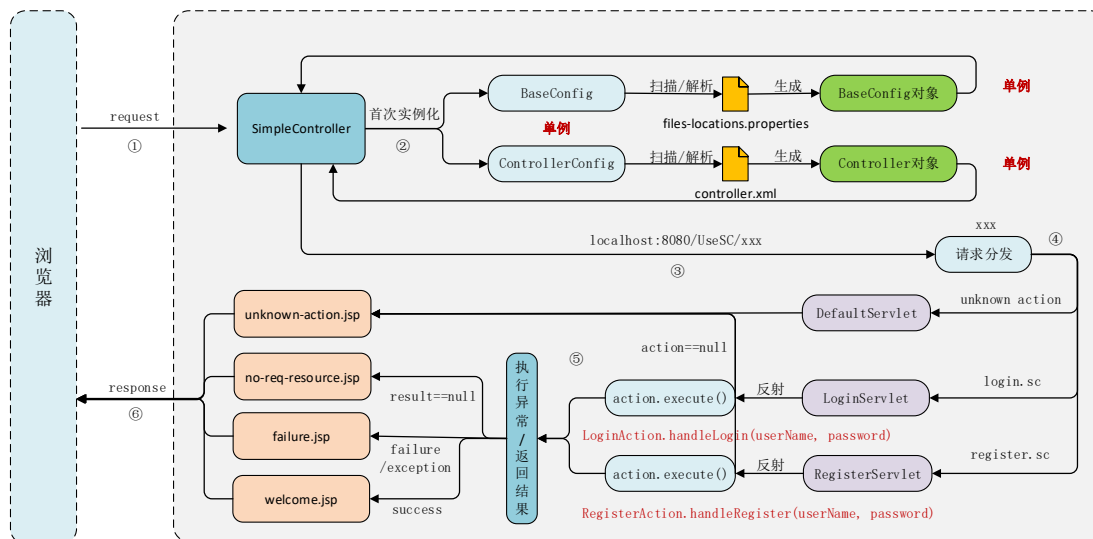 浏览器
request
①
SimpleController
首次实例化
②
BaseConfig
单例
ControllerConfig
扫描/解析
files-locations.properties
生成
BaseConfig对象
单例
扫描/解析
controller.xml
生成
Controller对象
单例
localhost:8080/UseSC/xxx
③
xxx
请求分发
④
unknown action
DefaultServlet
login.sc
LoginServlet
register.sc
RegisterServlet
反射
反射
action==null
⑤
action.execute()
LoginAction.handleLogin(userName, password)
action.execute()
RegisterAction.handleRegister(userName, password)
执行异常/返回结果
result==null
failure
/exception
success
unknown-action.jsp
no-req-resource.jsp
failure.jsp
welcome.jsp
response
⑥